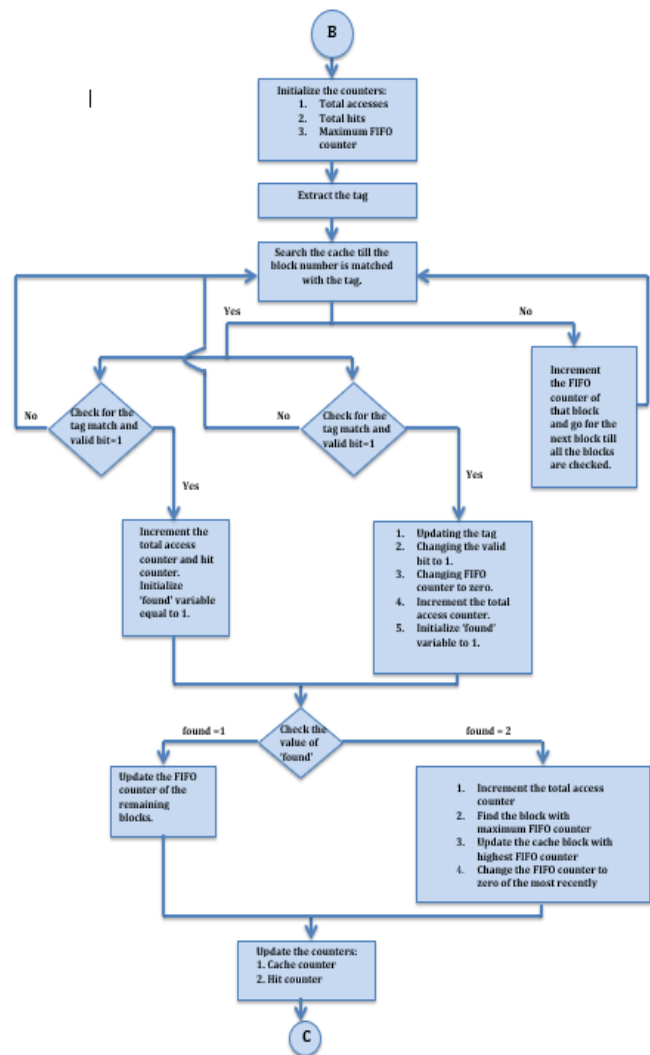 B
Initialize the counters:
1. Total accesses
2. Total hits
3. Maximum FIFO
counter
Extract the tag
Search the cache till the
block number is matched
with the tag.
Yes
No
Increment
the FIFO
counter of
that block
and go for the
next block till
all the blocks
are checked.
No
Check for the
tag match and
valid bit=1
No
Check for the
tag match and
valid bit=1
Yes
Yes
Increment the
total access
counter and hit
counter.
Initialize
'found' variable
equal to 1.
1. Updating the tag
2. Changing the valid
bit to 1.
3. Changing FIFO
counter to zero.
4. Increment the total
access counter.
5. Initialize 'found'
variable to 1.
found =1
Check the
value of
'found'
found = 2
Update the FIFO
counter of the
remaining
blocks.
1. Increment the total access
counter
2. Find the block with
maximum FIFO counter
3. Update the cache block with
highest FIFO counter
4. Change the FIFO counter to
zero of the most recently
Update the counters:
1. Cache counter
2. Hit counter
C